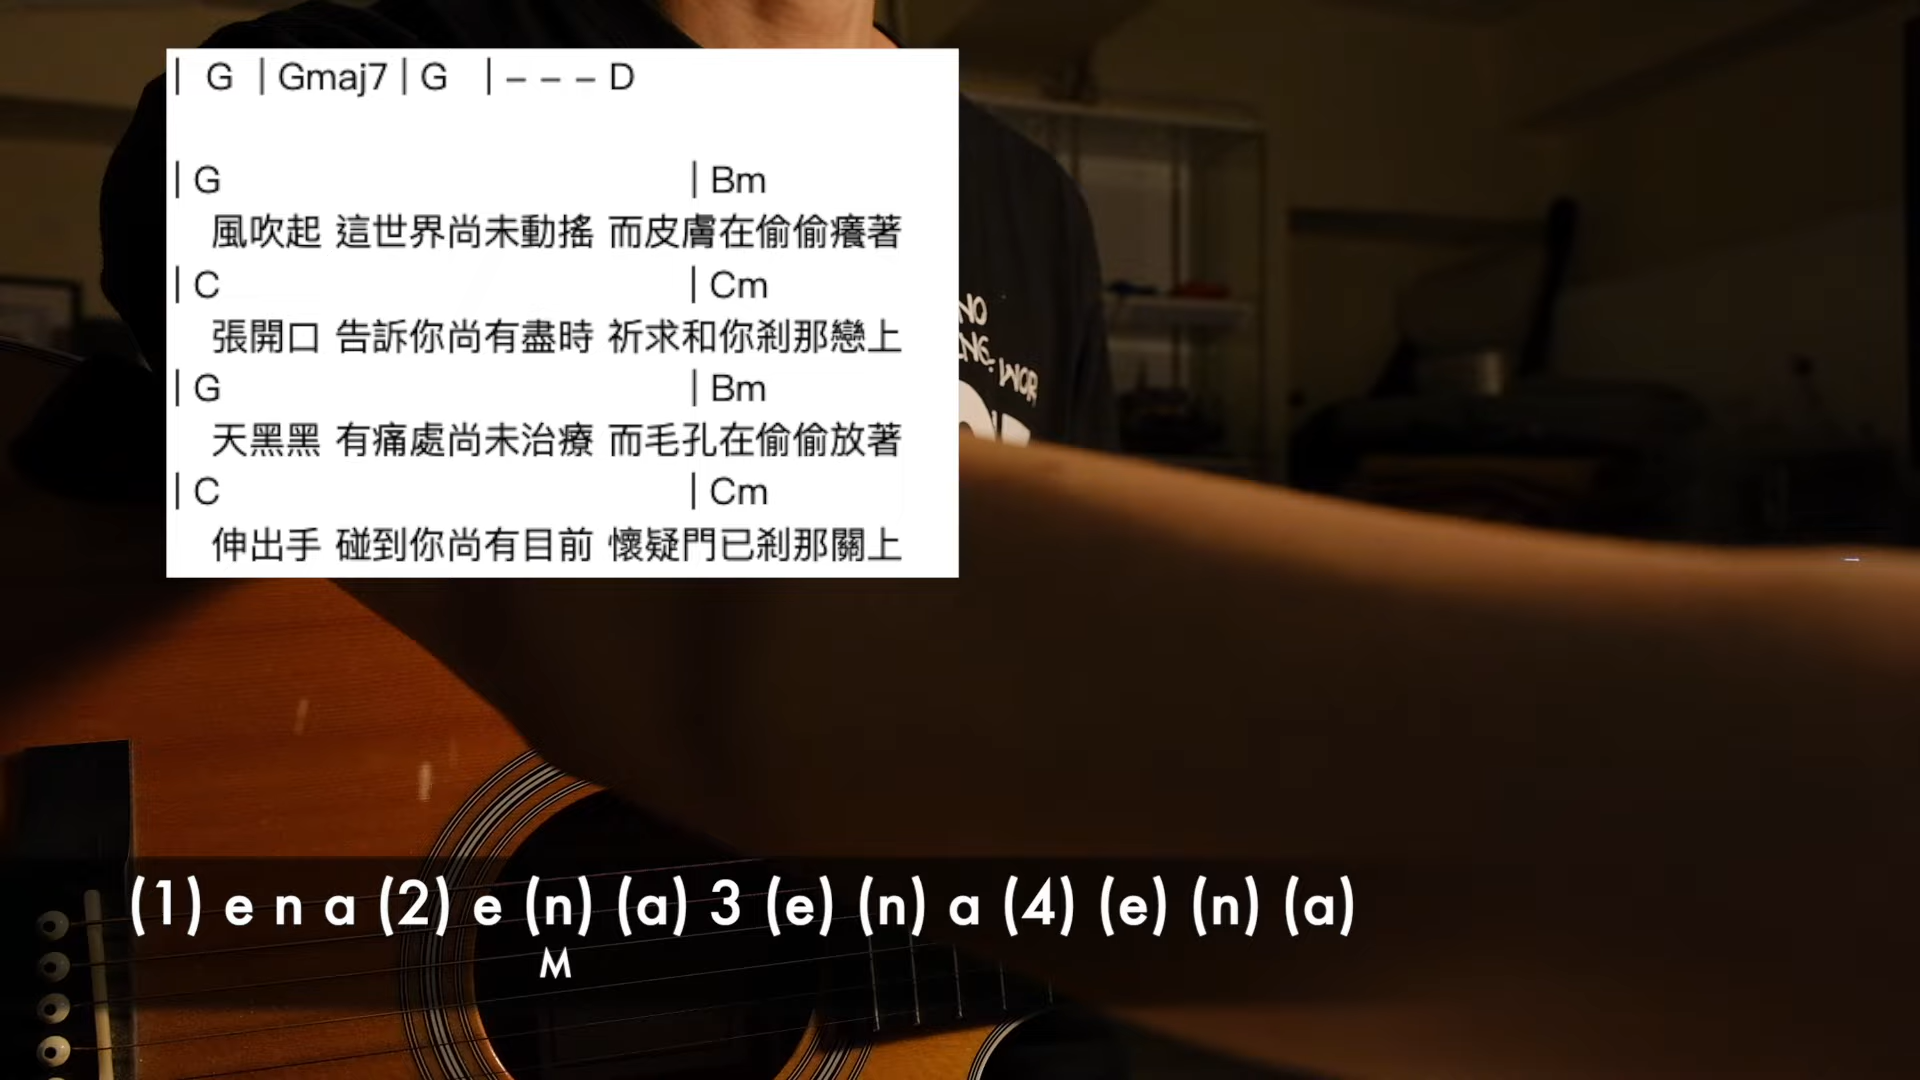 | G | Gmaj7 | G | – – – D
| G | Bm
風吹起 這世界尚未動搖 而皮膚在偷偷癢著
| C | Cm
張開口 告訴你尚有盡時 祈求和你剎那戀上
| G | Bm
天黑黑 有痛處尚未治療 而毛孔在偷偷放著
| C | Cm
伸出手 碰到你尚有目前 懷疑門已剎那關上
NO
(1) e n a (2) e (n) (a) 3 (e) (n) a (4) (e) (n) (a)
M